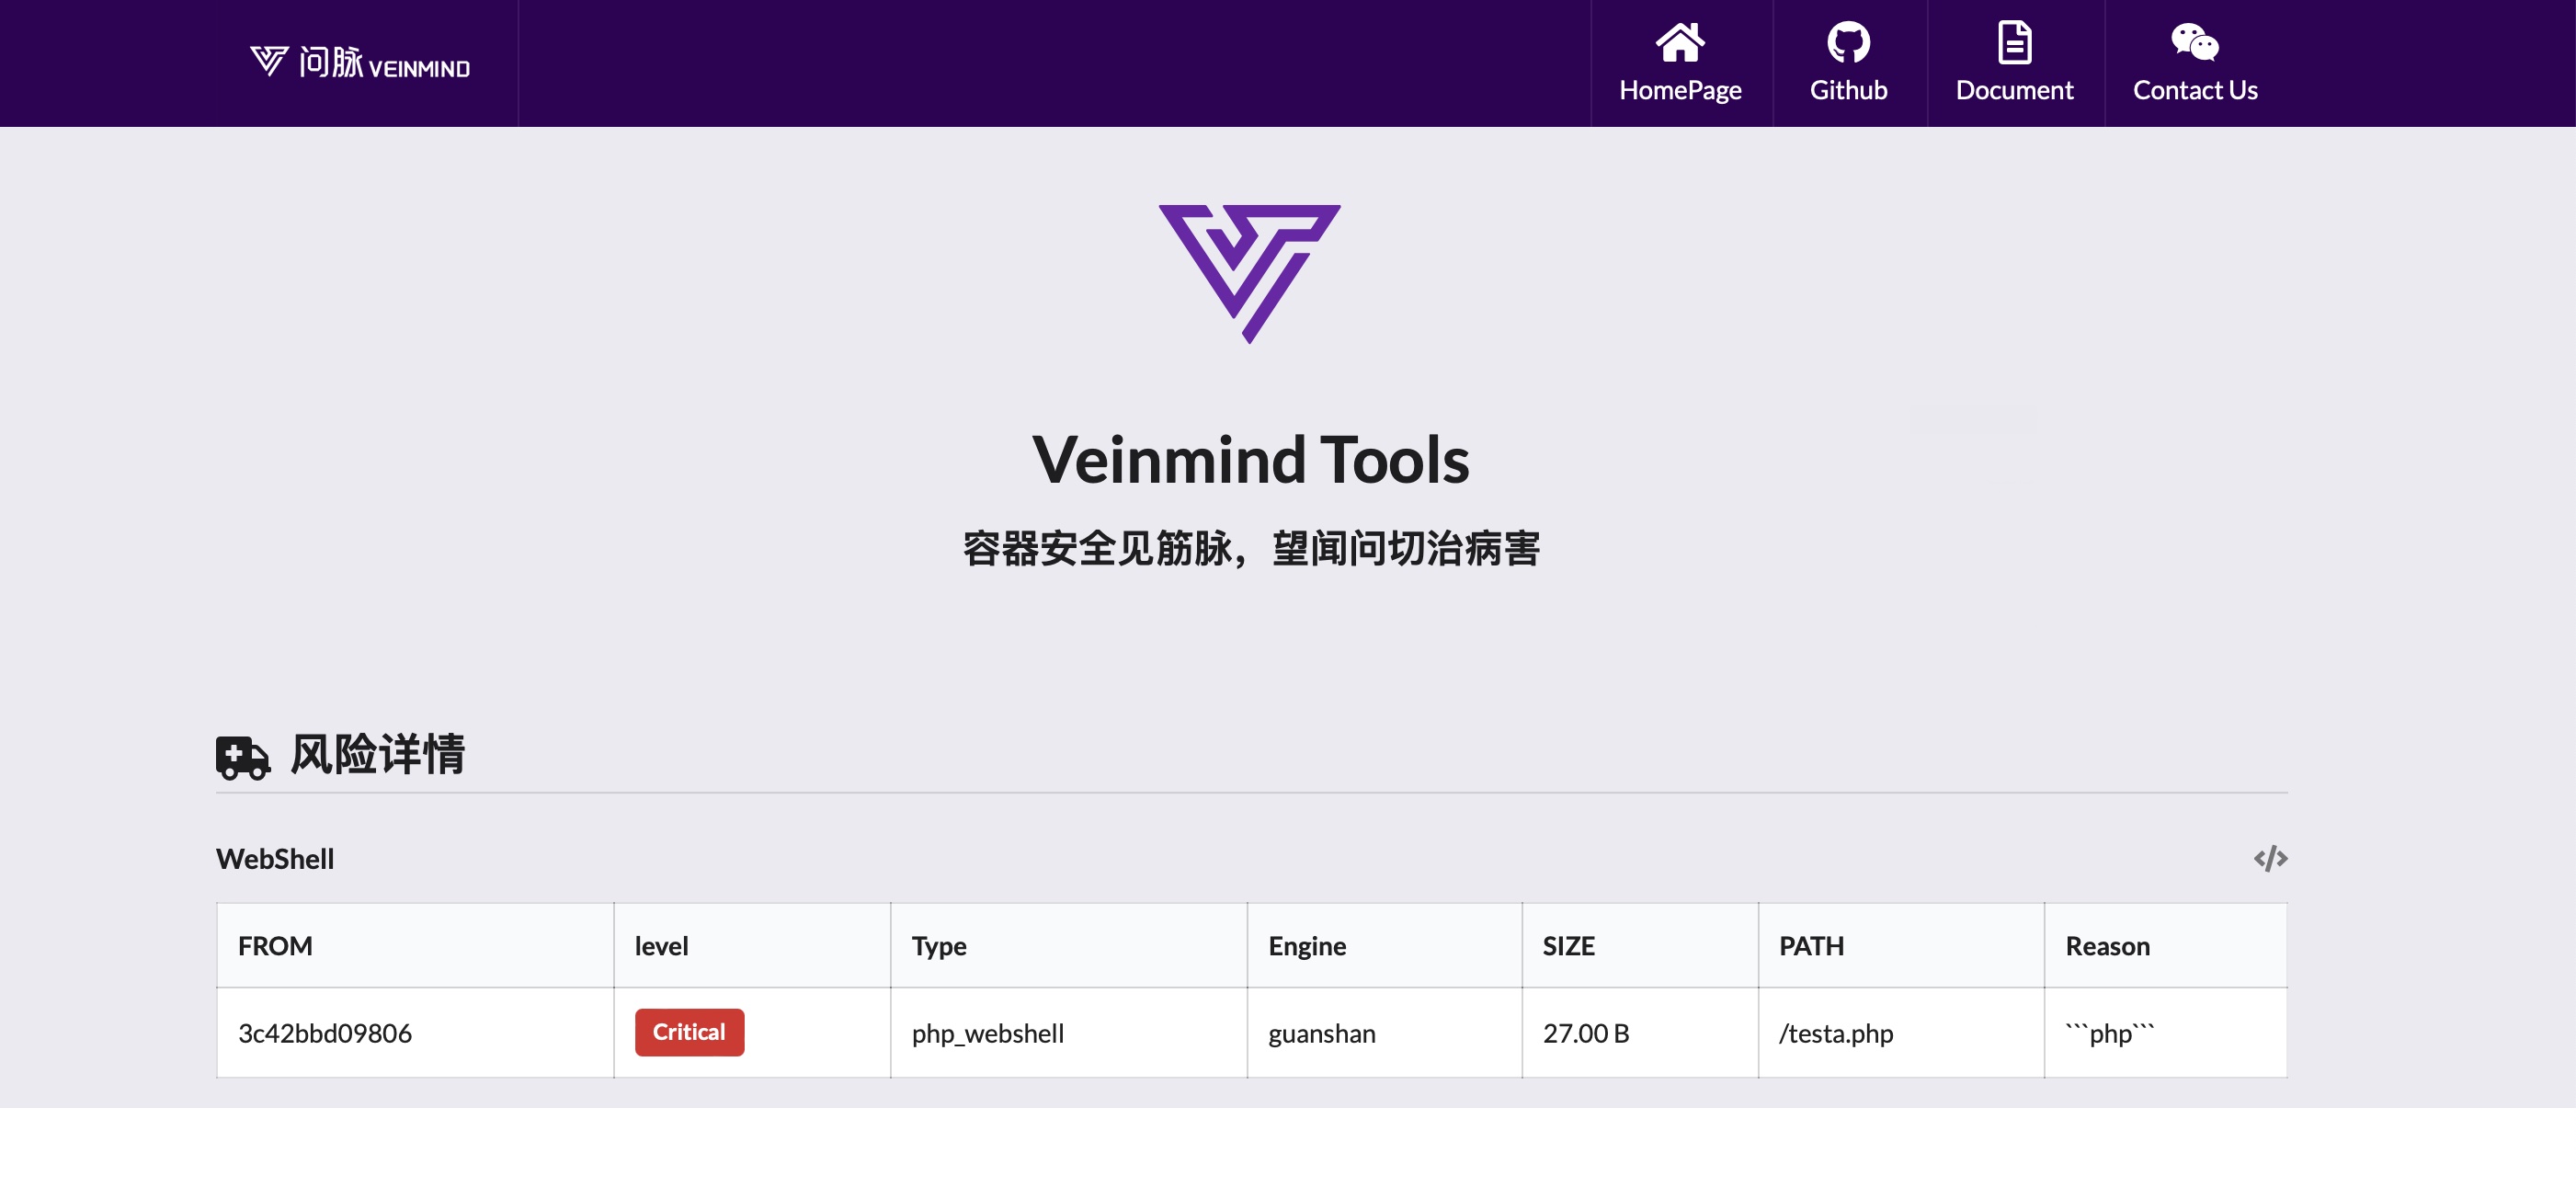 问脉 VEINMIND
HomePage
Github
Document
Contact Us
Veinmind Tools
容器安全见筋脉，望闻问切治病害
风险详情
WebShell
FROM level Type Engine SIZE PATH Reason
3c42bbd09806 Critical php_webshell guanshan 27.00 B /testa.php ```php```